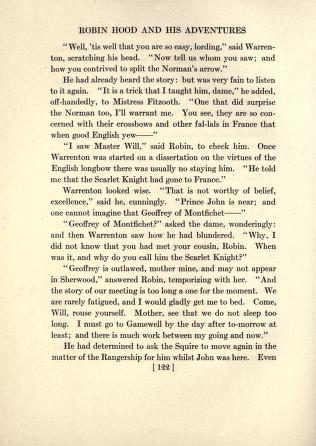 ROBIN HOOD AND HIS ADVENTURES
"Well, 'tis well that you are so easy, lording," said Warren-
ton, scratching his head. "Now tell us whom you saw; and
how you contrived to split the Norman's arrow."
He had already heard the story: but was very fain to listen
to it again. "It is a trick that I taught him, dame," he added,
off-handedly, to Mistress Fitzooth. "One that did surprise
the Norman too, I'll warrant me. You see, they are so con-
cerned with their crossbows and other fal-lals in France that
when good English yew——"
"I saw Master Will," said Robin, to check him. Once
Warrenton was started on a dissertation on the virtues of the
English longbow there was usually no staying him. "He told
me that the Scarlet Knight had gone to France."
Warrenton looked wise. "That is not worthy of belief,
excellence," said he, cunningly. "Prince John is near; and
one cannot imagine that Geoffrey of Montfichet——"
"Geoffrey of Montfichet?" asked the dame, wonderingly:
and then Warrenton saw how he had blundered. "Why, I
did not know that you had met your cousin, Robin. When
was it, and why do you call him the Scarlet Knight?"
"Geoffrey is outlawed, mother mine, and may not appear
in Sherwood," answered Robin, temporizing with her. "And
the story of our meeting is too long a one for the moment. We
are rarely fatigued, and I would gladly get me to bed. Come,
Will, rouse yourself. Mother, see that we do not sleep too
long. I must go to Gamewell by the day after to-morrow at
least; and there is much work between my going and now."
He had determined to ask the Squire to move again in the
matter of the Rangership for him whilst John was here. Even
[ 122 ]